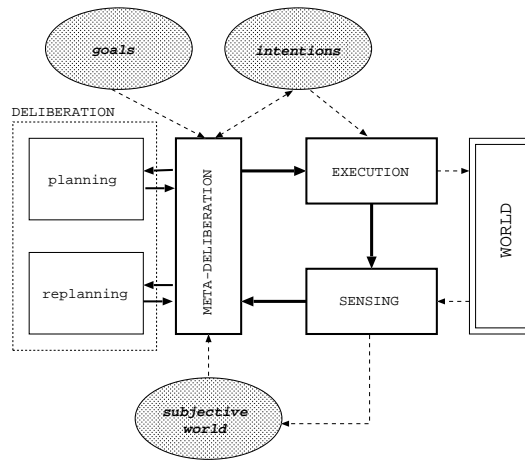 goals
intentions
DELIBERATION
planning
META-DELIBERATION
EXECUTION
WORLD
replanning
SENSING
subjective
world